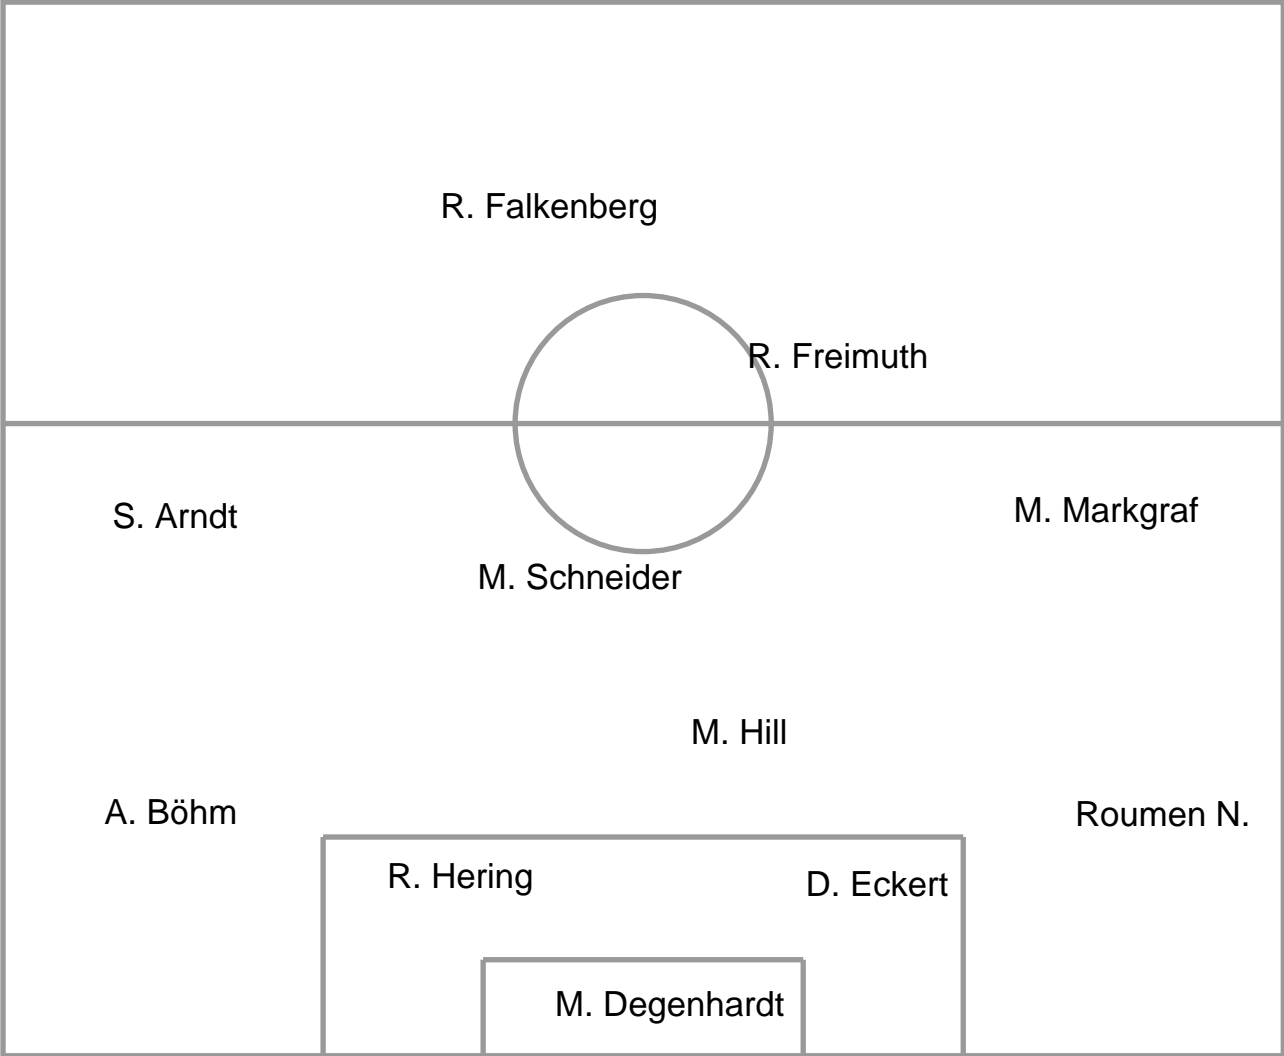 R. Falkenberg
R. Freimuth
S. Arndt
M. Markgraf
M. Schneider
M. Hill
A. Böhm
Roumen N.
R. Hering
D. Eckert
M. Degenhardt